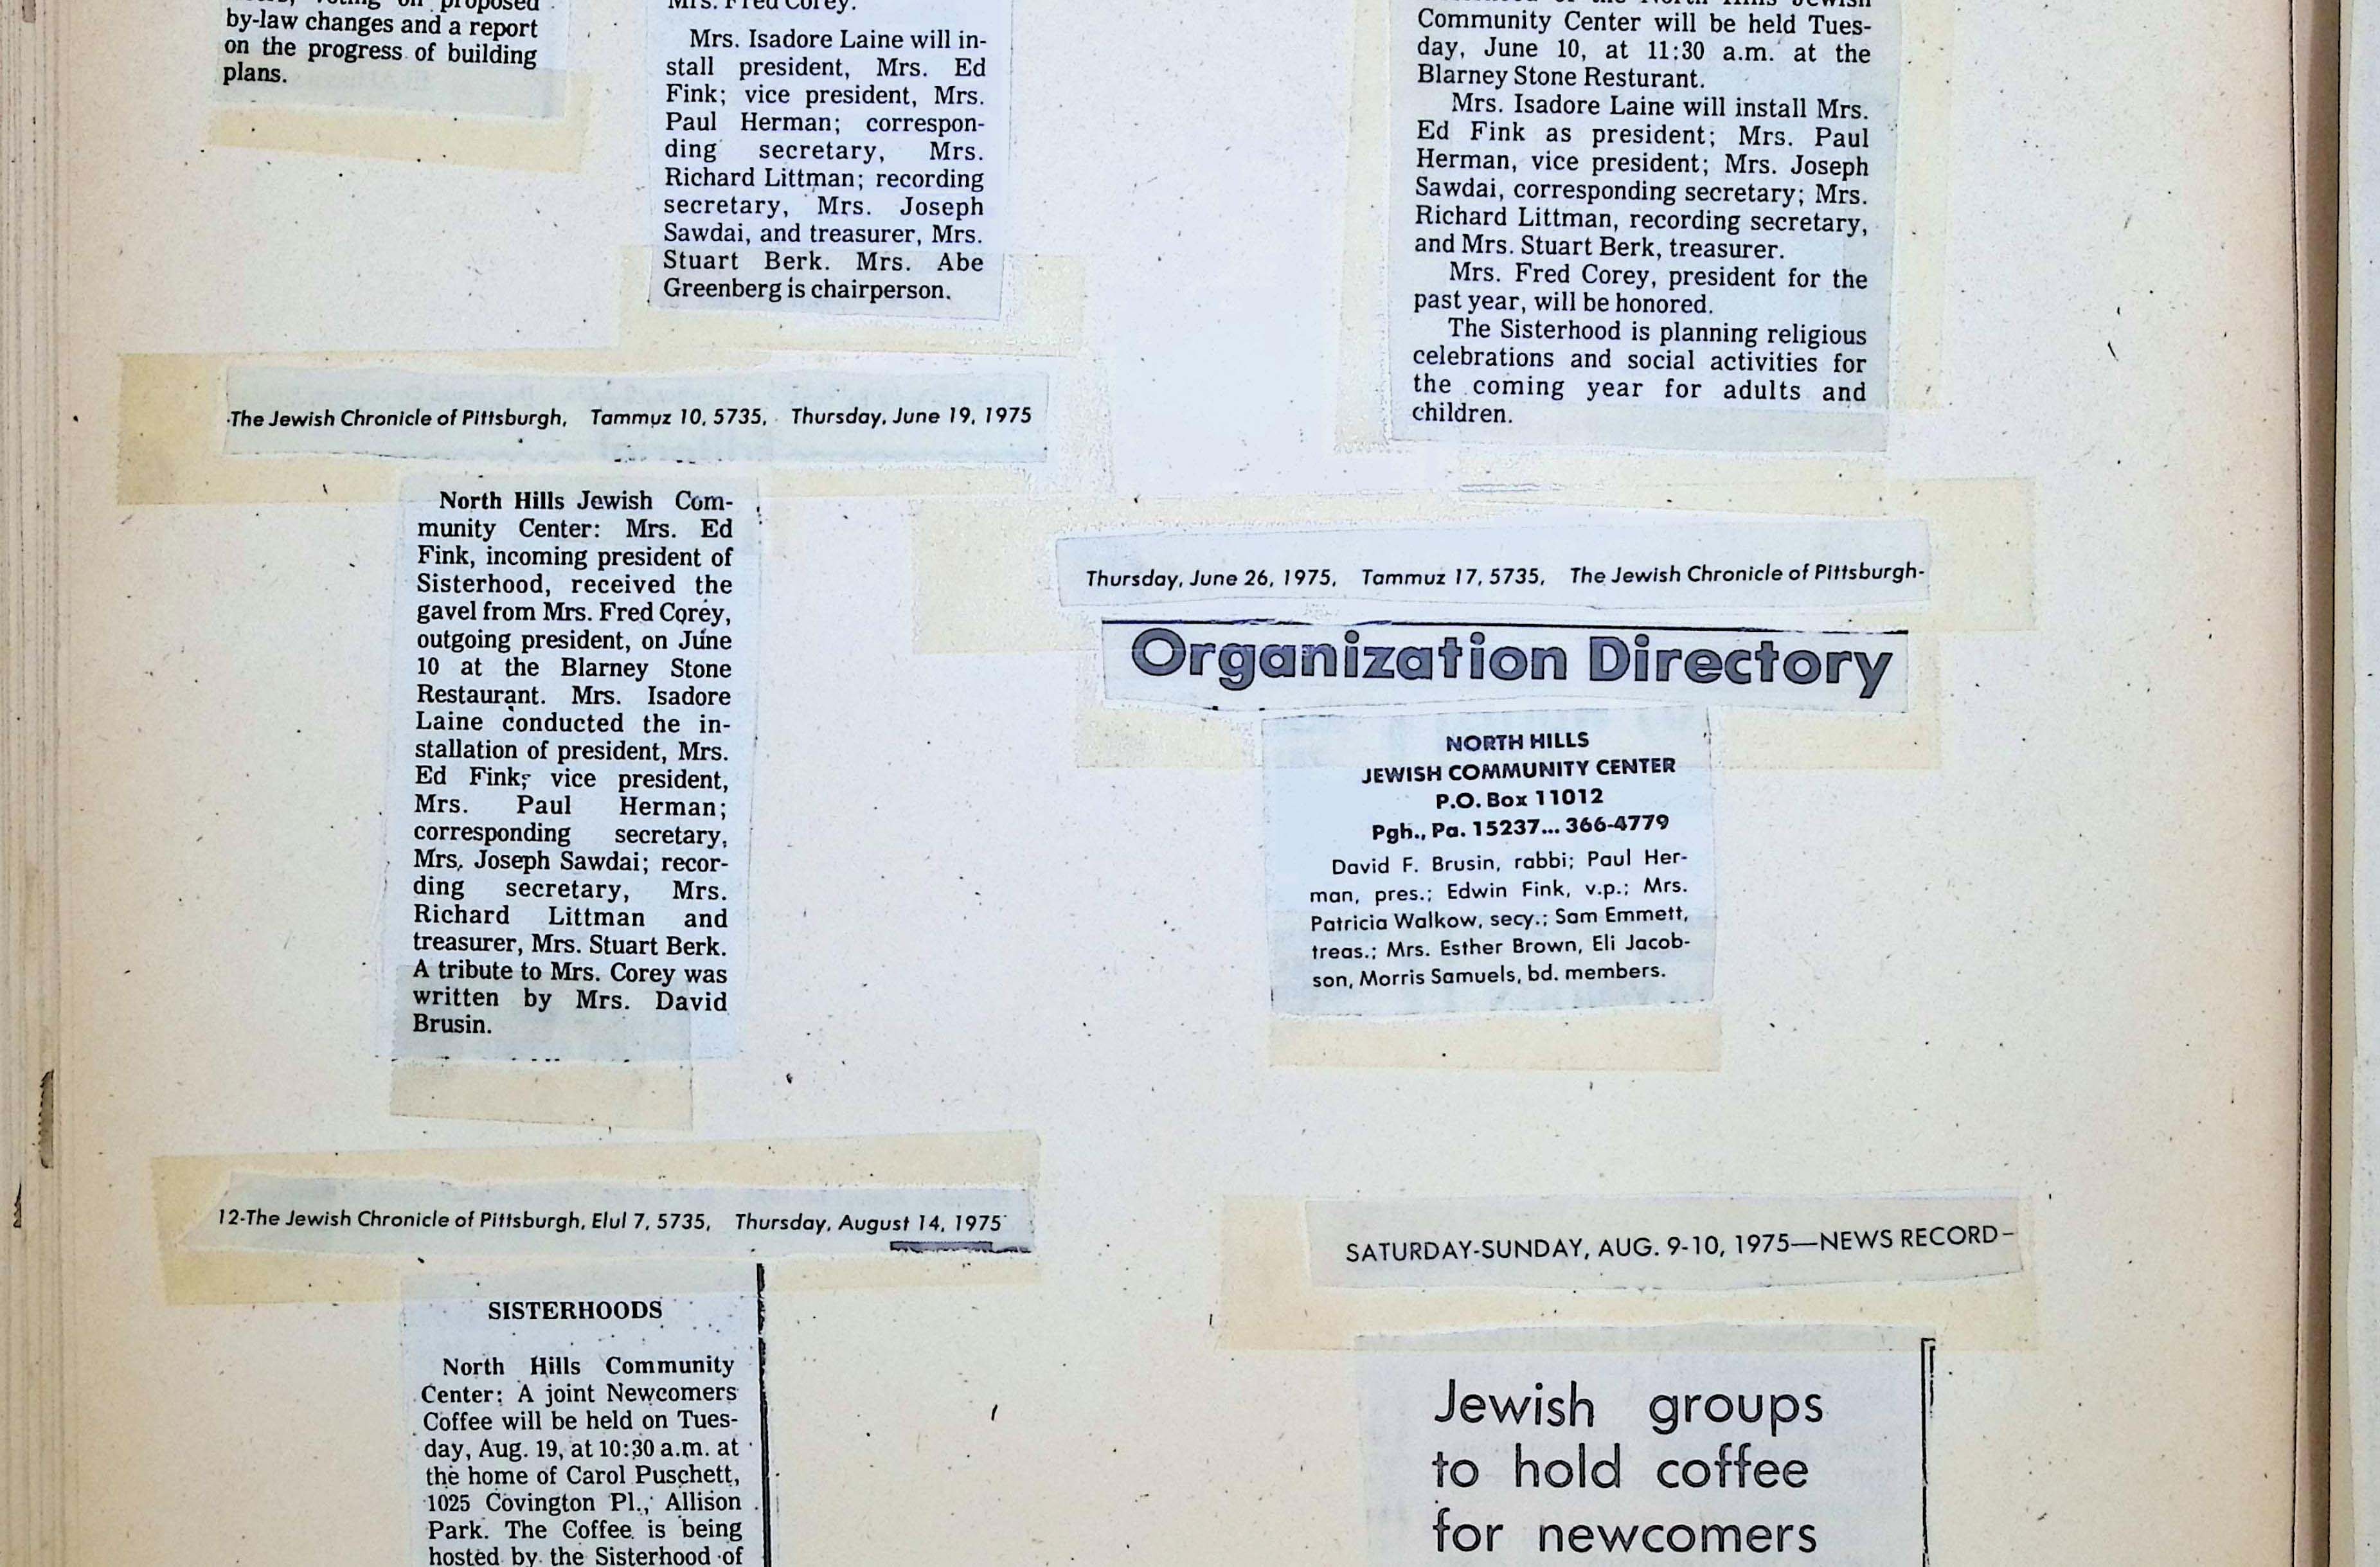 by-law changes and a report
on the progress of building
plans.
Mrs. Fred Corey.
Mrs. Isadore Laine will in-
stall president, Mrs. Ed
Fink; vice president, Mrs.
Paul Herman; correspon-
ding secretary, Mrs.
Richard Littman; recording
secretary, Mrs. Joseph
Sawdai, and treasurer, Mrs.
Stuart Berk. Mrs. Abe
Greenberg is chairperson.
Community Center will be held Tues-
day, June 10, at 11:30 a.m. at the
Blarney Stone Resturant.
Mrs. Isadore Laine will install Mrs.
Ed Fink as president; Mrs. Paul
Herman, vice president; Mrs. Joseph
Sawdai, corresponding secretary; Mrs.
Richard Littman, recording secretary,
and Mrs. Stuart Berk, treasurer.
Mrs. Fred Corey, president for the
past year, will be honored.
The Sisterhood is planning religious
celebrations and social activities for
the coming year for adults and
children.
The Jewish Chronicle of Pittsburgh, Tammuz 10, 5735, Thursday, June 19, 1975
North Hills Jewish Com-
munity Center: Mrs. Ed
Fink, incoming president of
Sisterhood, received the
gavel from Mrs. Fred Corey,
outgoing president, on June
10 at the Blarney Stone
Restaurant. Mrs. Isadore
Laine conducted the in-
stallation of president, Mrs.
Ed Fink; vice president,
Mrs. Paul Herman;
corresponding secretary,
Mrs. Joseph Sawdai; recor-
ding secretary, Mrs.
Richard Littman and
treasurer, Mrs. Stuart Berk.
A tribute to Mrs. Corey was
written by Mrs. David
Brusin.
Thursday, June 26, 1975, Tammuz 17, 5735, The Jewish Chronicle of Pittsburgh-
Organization Directory
NORTH HILLS
JEWISH COMMUNITY CENTER
P.O. Box 11012
Pgh., Pa. 15237... 366-4779
David F. Brusin, rabbi; Paul Her-
man, pres.; Edwin Fink, v.p.; Mrs.
Patricia Walkow, secy.; Sam Emmett,
treas.; Mrs. Esther Brown, Eli Jacob-
son, Morris Samuels, bd. members.
12-The Jewish Chronicle of Pittsburgh, Elul 7, 5735, Thursday, August 14, 1975
SISTERHOODS
North Hills Community
Center: A joint Newcomers
Coffee will be held on Tues-
day, Aug. 19, at 10:30 a.m. at
the home of Carol Puschett,
1025 Covington Pl., Allison
Park. The Coffee is being
hosted by the Sisterhood of
SATURDAY-SUNDAY, AUG. 9-10, 1975—NEWS RECORD-
Jewish groups
to hold coffee
for newcomers